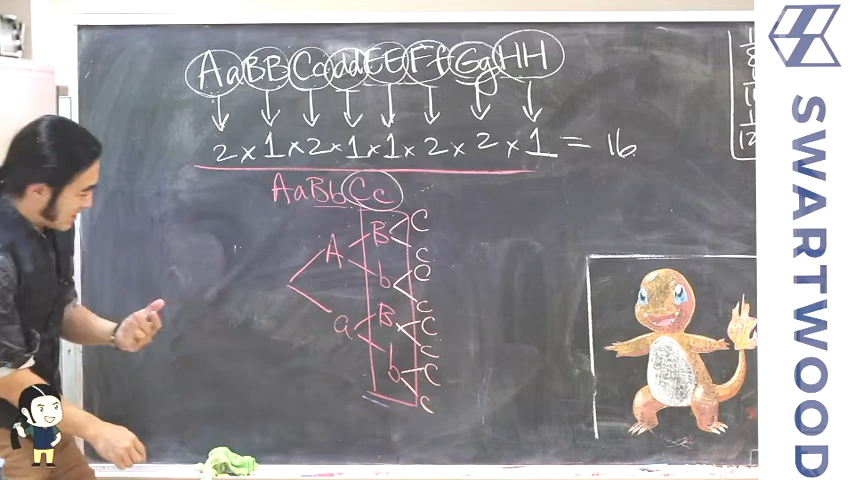 AaBBCcddEEFfGgHH
2 × 1 × 2 × 1 × 1 × 2 × 2 × 1 = 16
AaBbCc
A
a
B
b
B
b
C
c
C
c
C
c
C
c
SWARTWOOD